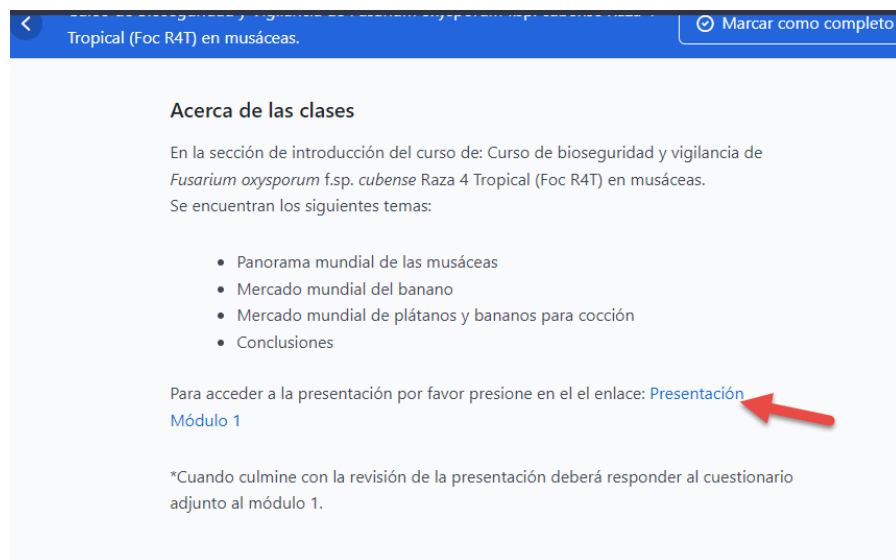 Tropical (Foc R4T) en musáceas.
Marcar como completo
Acerca de las clases
En la sección de introducción del curso de: Curso de bioseguridad y vigilancia de
Fusarium oxysporum f.sp. cubense Raza 4 Tropical (Foc R4T) en musáceas.
Se encuentran los siguientes temas:
Panorama mundial de las musáceas
Mercado mundial del banano
Mercado mundial de plátanos y bananos para cocción
Conclusiones
Para acceder a la presentación por favor presione en el el enlace: Presentación
Módulo 1
*Cuando culmine con la revisión de la presentación deberá responder al cuestionario
adjunto al módulo 1.